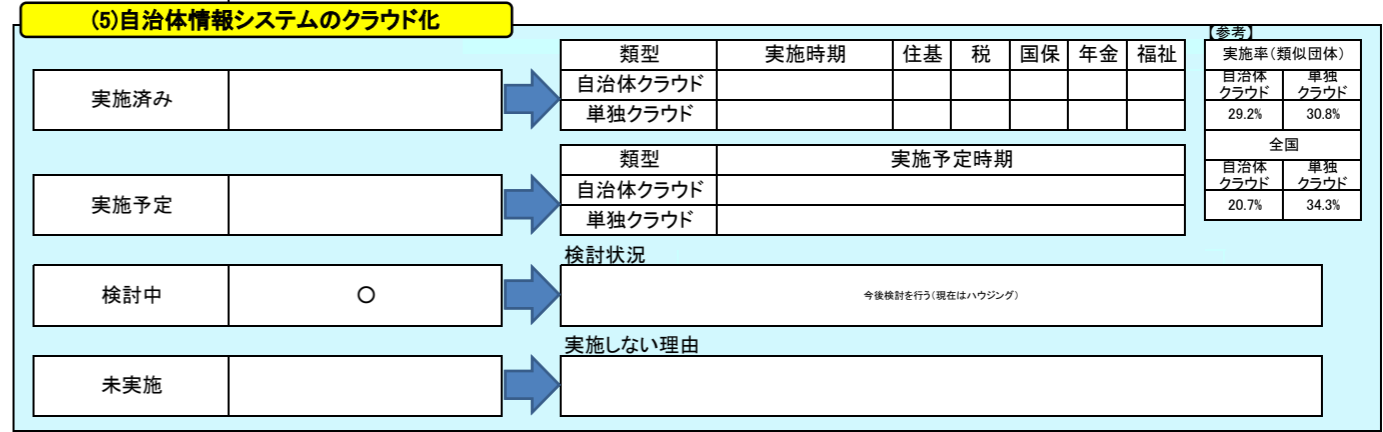 (5)自治体情報システムのクラウド化
【参考】
類型 実施時期 住基 税 国保 年金 福祉
実施率(類似団体)
実施済み
自治体クラウド
単独クラウド
自治体
クラウド
単独
クラウド
29.2% 30.8%
類型 実施予定時期
全国
実施予定
自治体クラウド
単独クラウド
自治体
クラウド
単独
クラウド
20.7% 34.3%
検討状況
検討中 〇
今後検討を行う(現在はハウジング)
実施しない理由
未実施